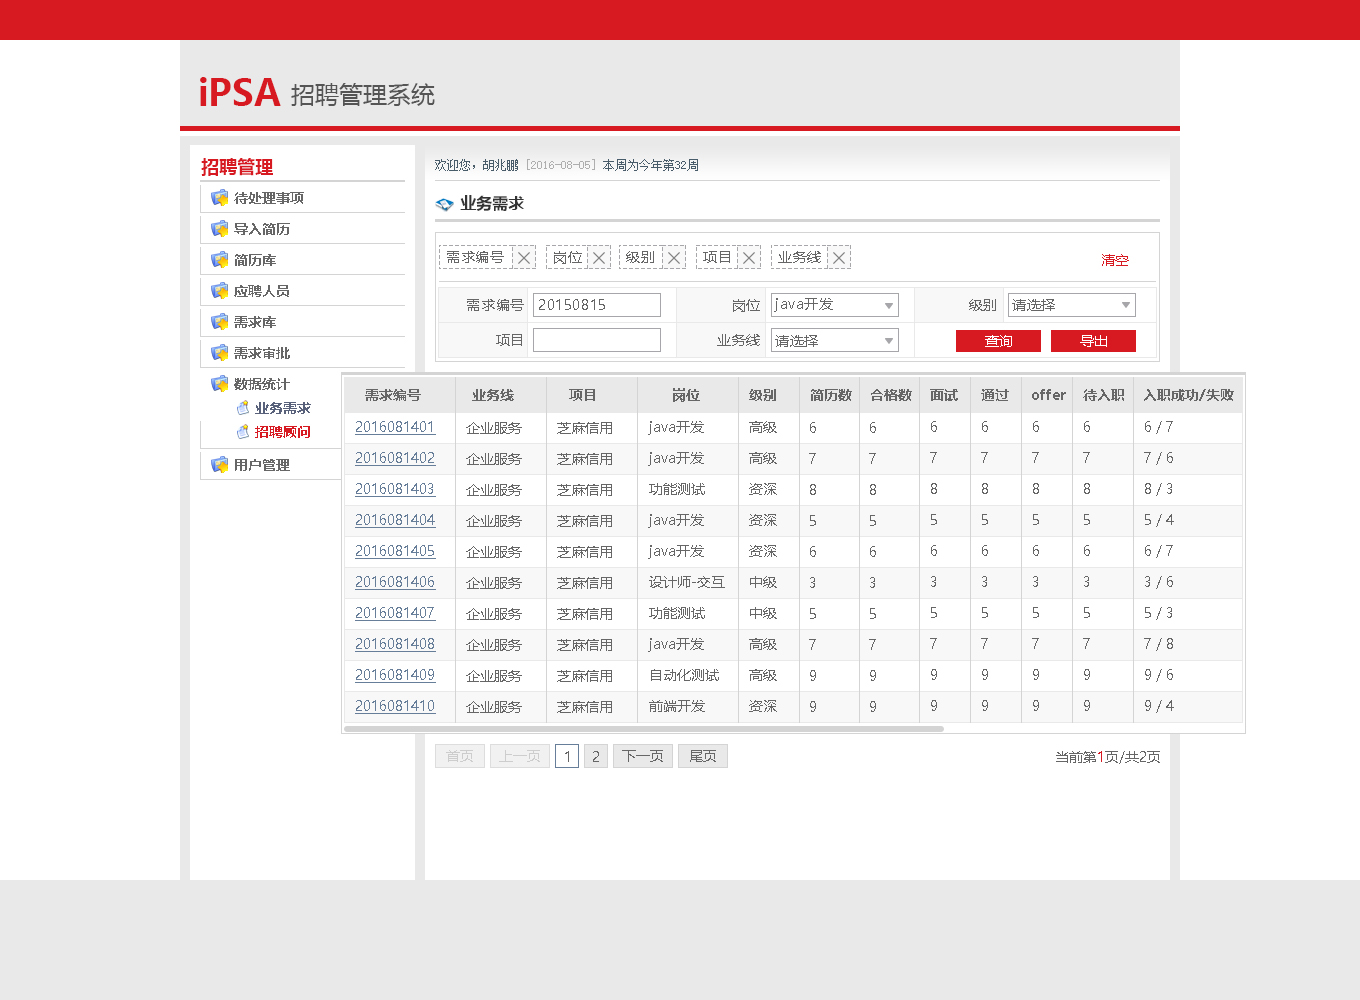 iPSA 招聘管理系统
招聘管理
待处理事项
导入简历
简历库
应聘人员
需求库
需求审批
数据统计
业务需求
招聘顾问
用户管理
欢迎您，胡兆鹏 [2016-08-05] 本周为今年第32周
业务需求
需求编号 岗位 级别 项目 业务线 清空
需求编号 20150815 岗位 java开发 级别 请选择
项目 业务线 请选择 查询 导出
需求编号 业务线 项目 岗位 级别 简历数 合格数 面试 通过 offer 待入职 入职成功/失败
2016081401 企业服务 芝麻信用 java开发 高级 6 6 6 6 6 6 6 / 7
2016081402 企业服务 芝麻信用 java开发 高级 7 7 7 7 7 7 7 / 6
2016081403 企业服务 芝麻信用 功能测试 资深 8 8 8 8 8 8 8 / 3
2016081404 企业服务 芝麻信用 java开发 资深 5 5 5 5 5 5 5 / 4
2016081405 企业服务 芝麻信用 java开发 资深 6 6 6 6 6 6 6 / 7
2016081406 企业服务 芝麻信用 设计师-交互 中级 3 3 3 3 3 3 3 / 6
2016081407 企业服务 芝麻信用 功能测试 中级 5 5 5 5 5 5 5 / 3
2016081408 企业服务 芝麻信用 java开发 高级 7 7 7 7 7 7 7 / 8
2016081409 企业服务 芝麻信用 自动化测试 高级 9 9 9 9 9 9 9 / 6
2016081410 企业服务 芝麻信用 前端开发 资深 9 9 9 9 9 9 9 / 4
首页 上一页 1 2 下一页 尾页 当前第1页/共2页